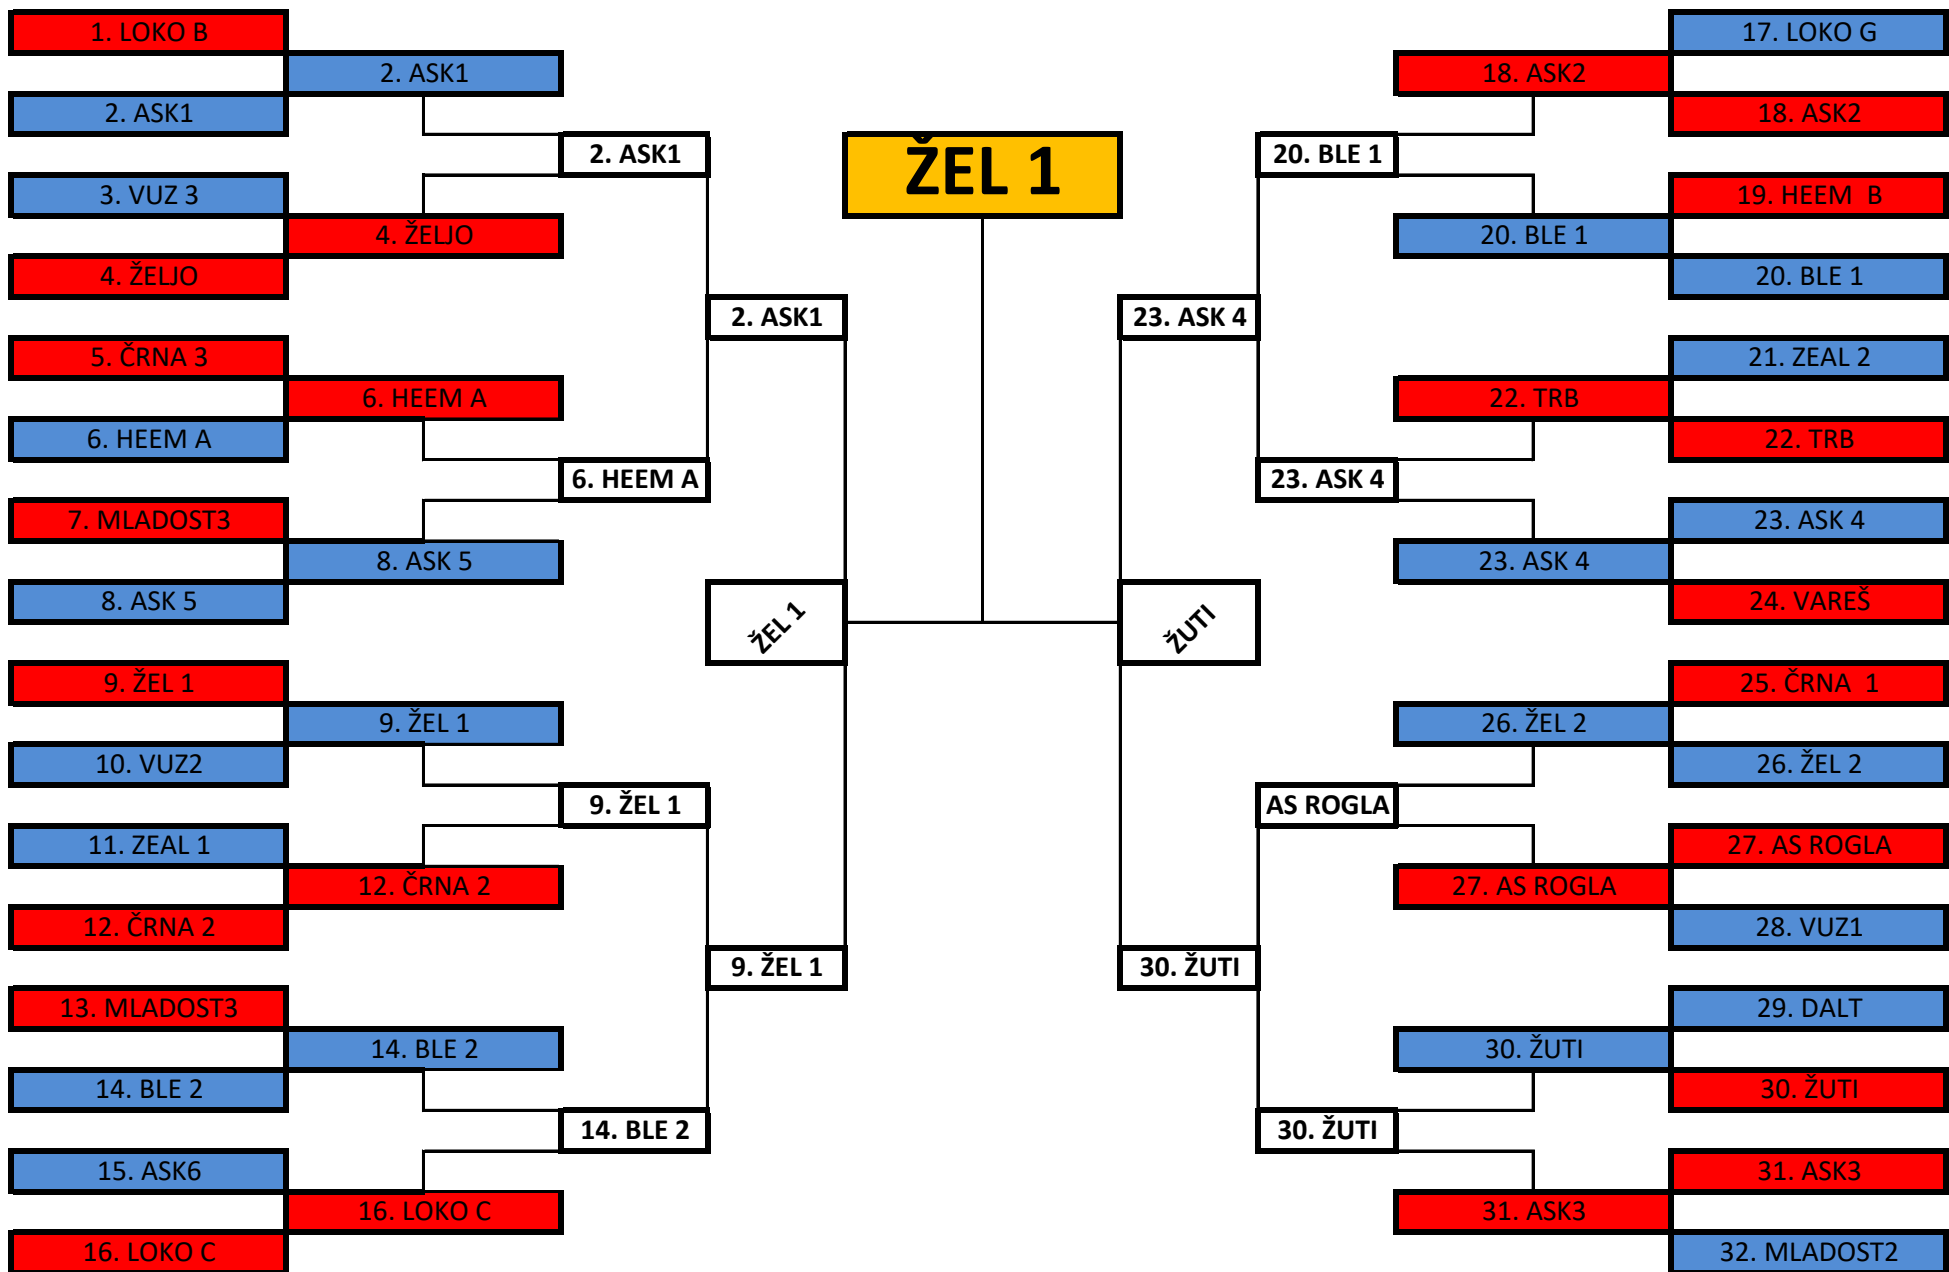 1. LOKO B
17. LOKO G
2. ASK1
18. ASK2
2. ASK1
18. ASK2
2. ASK1
ŽEL 1
20. BLE 1
3. VUZ 3
19. HEEM  B
4. ŽELJO
20. BLE 1
4. ŽELJO
20. BLE 1
2. ASK1
23. ASK 4
5. ČRNA 3
21. ZEAL 2
6. HEEM A
22. TRB
6. HEEM A
22. TRB
6. HEEM A
23. ASK 4
7. MLADOST3
23. ASK 4
8. ASK 5
23. ASK 4
8. ASK 5
24. VAREŠ
ŽEL 1
ŽUTI
9. ŽEL 1
25. ČRNA  1
9. ŽEL 1
26. ŽEL 2
10. VUZ2
26. ŽEL 2
9. ŽEL 1
AS ROGLA
11. ZEAL 1
27. AS ROGLA
12. ČRNA 2
27. AS ROGLA
12. ČRNA 2
28. VUZ1
9. ŽEL 1
30. ŽUTI
13. MLADOST3
29. DALT
14. BLE 2
30. ŽUTI
14. BLE 2
30. ŽUTI
14. BLE 2
30. ŽUTI
15. ASK6
31. ASK3
16. LOKO C
31. ASK3
16. LOKO C
32. MLADOST2